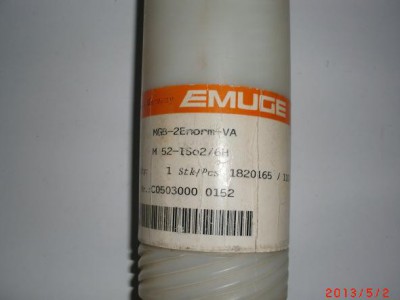 EMUGE
MGB-2Enorm-VA
M 52-ISO2/6H
1 Stk/Pcs 1820165 /
C0503000 0152
2013/5/2